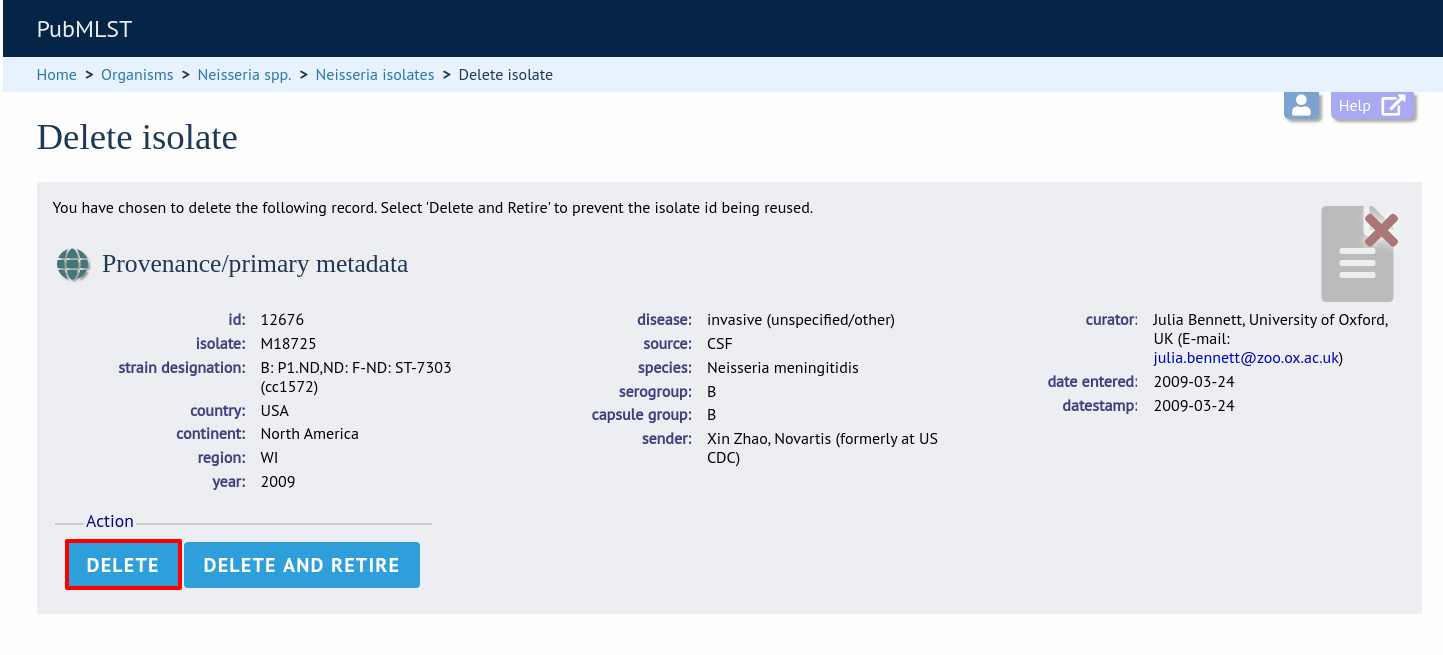 PubMLST
Home > Organisms > Neisseria spp. > Neisseria isolates > Delete isolate
Help
Delete isolate
You have chosen to delete the following record. Select 'Delete and Retire' to prevent the isolate id being reused.
Provenance/primary metadata
id: 12676
isolate: M18725
strain designation: B: P1.ND,ND: F-ND: ST-7303
(cc1572)
country: USA
continent: North America
region: WI
year: 2009
disease: invasive (unspecified/other)
source: CSF
species: Neisseria meningitidis
serogroup: B
capsule group: B
sender: Xin Zhao, Novartis (formerly at US
CDC)
curator: Julia Bennett, University of Oxford,
UK (E-mail:
julia.bennett@zoo.ox.ac.uk)
date entered: 2009-03-24
datestamp: 2009-03-24
Action
DELETE
DELETE AND RETIRE